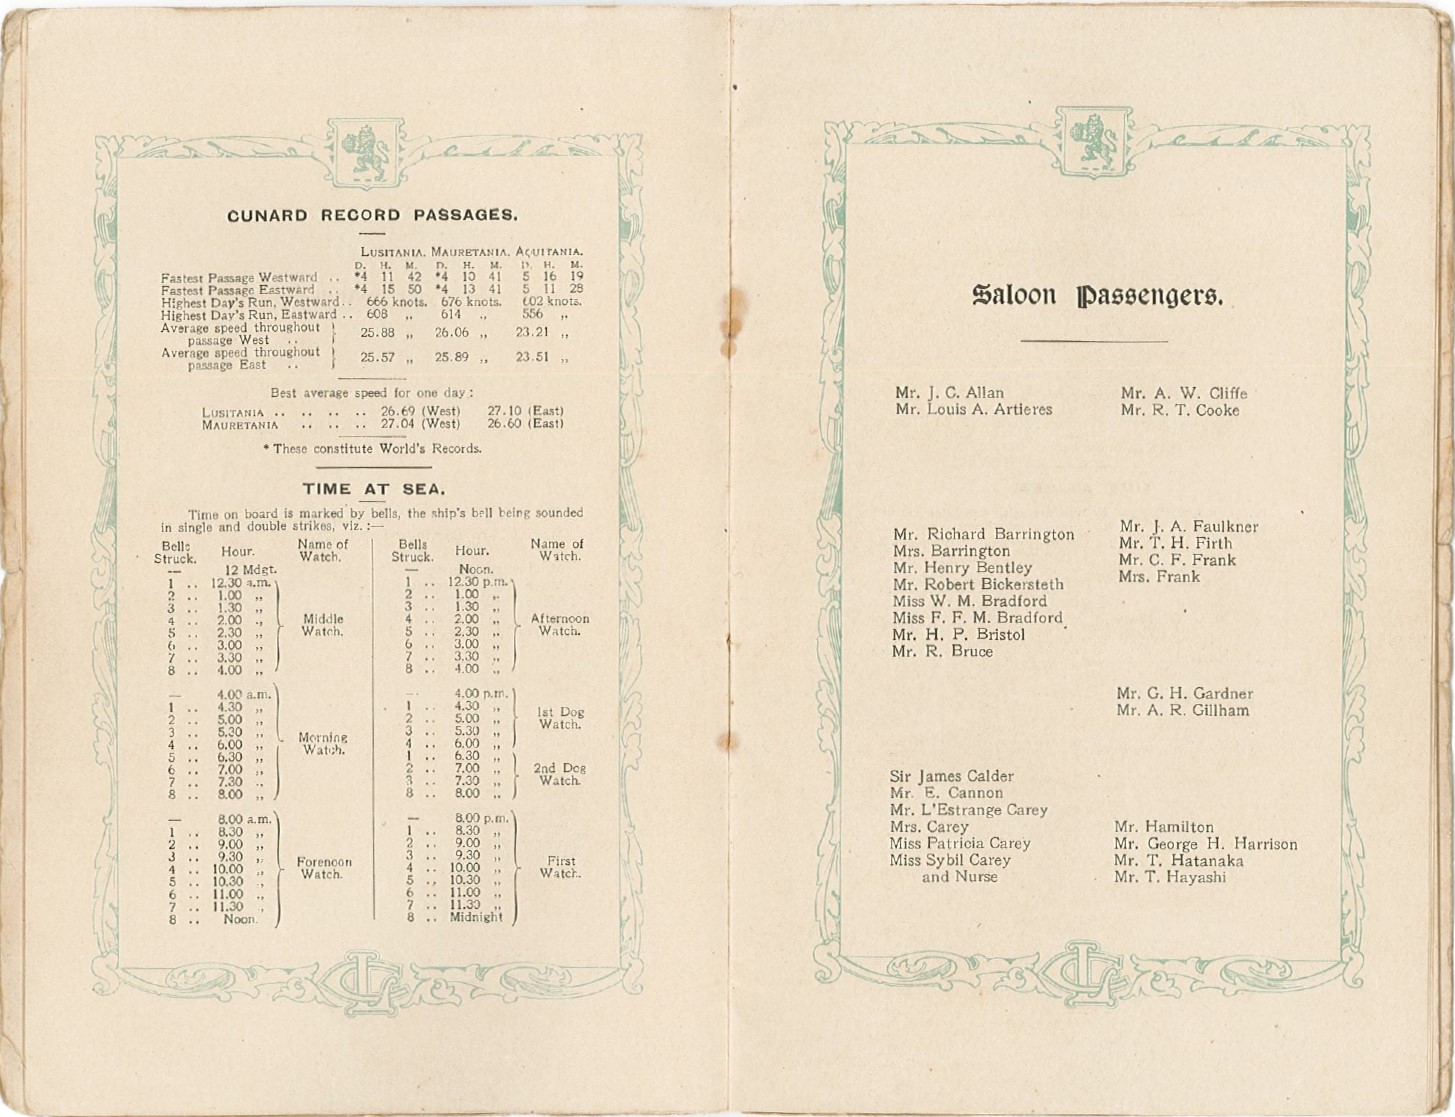 CUNARD RECORD PASSAGES.
LUSITANIA. MAURETANIA. AQUITANIA.
D. H. M. D. H. M. D. H. M.
Fastest Passage Westward .. *4 11 42 *4 10 41 5 16 19
Fastest Passage Eastward .. *4 15 50 *4 13 41 5 11 28
Highest Day's Run, Westward .. 666 knots. 676 knots. 602 knots.
Highest Day's Run, Eastward .. 608 ,, 614 ,, 556 ,,
Average speed throughout passage West .. } 25.88 ,, 26.06 ,, 23.21 ,,
Average speed throughout passage East .. } 25.57 ,, 25.89 ,, 23.51 ,,
Best average speed for one day:
LUSITANIA .. .. .. .. 26.69 (West) 27.10 (East)
MAURETANIA .. .. .. 27.04 (West) 26.60 (East)
* These constitute World's Records.
TIME AT SEA.
Time on board is marked by bells, the ship's bell being sounded
in single and double strikes, viz.:—
Bells Struck. Hour. Name of Watch.
— 12 Mdgt.
1 .. 12.30 a.m.
2 .. 1.00 ,,
3 .. 1.30 ,,
4 .. 2.00 ,, Middle
5 .. 2.30 ,, Watch.
6 .. 3.00 ,,
7 .. 3.30 ,,
8 .. 4.00 ,,
— 4.00 a.m.
1 .. 4.30 ,,
2 .. 5.00 ,,
3 .. 5.30 ,,
4 .. 6.00 ,, Morning
5 .. 6.30 ,, Watch.
6 .. 7.00 ,,
7 .. 7.30 ,,
8 .. 8.00 ,,
— 8.00 a.m.
1 .. 8.30 ,,
2 .. 9.00 ,,
3 .. 9.30 ,,
4 .. 10.00 ,, Forenoon
5 .. 10.30 ,, Watch.
6 .. 11.00 ,,
7 .. 11.30 ,,
8 .. Noon.
Bells Struck. Hour. Name of Watch.
— Noon.
1 .. 12.30 p.m.
2 .. 1.00 ,,
3 .. 1.30 ,,
4 .. 2.00 ,, Afternoon
5 .. 2.30 ,, Watch.
6 .. 3.00 ,,
7 .. 3.30 ,,
8 .. 4.00 ,,
— 4.00 p.m.
1 .. 4.30 ,, 1st Dog
2 .. 5.00 ,, Watch.
3 .. 5.30 ,,
4 .. 6.00 ,,
1 .. 6.30 ,,
2 .. 7.00 ,, 2nd Dog
3 .. 7.30 ,, Watch.
8 .. 8.00 ,,
— 8.00 p.m.
1 .. 8.30 ,,
2 .. 9.00 ,,
3 .. 9.30 ,,
4 .. 10.00 ,, First
5 .. 10.30 ,, Watch.
6 .. 11.00 ,,
7 .. 11.30 ,,
8 .. Midnight
Saloon Passengers.
Mr. J. C. Allan
Mr. Louis A. Artieres
Mr. Richard Barrington
Mrs. Barrington
Mr. Henry Bentley
Mr. Robert Bickersteth
Miss W. M. Bradford
Miss F. F. M. Bradford
Mr. H. P. Bristol
Mr. R. Bruce
Sir James Calder
Mr. E. Cannon
Mr. L'Estrange Carey
Mrs. Carey
Miss Patricia Carey
Miss Sybil Carey
and Nurse
Mr. A. W. Cliffe
Mr. R. T. Cooke
Mr. J. A. Faulkner
Mr. T. H. Firth
Mr. C. F. Frank
Mrs. Frank
Mr. G. H. Gardner
Mr. A. R. Gillham
Mr. Hamilton
Mr. George H. Harrison
Mr. T. Hatanaka
Mr. T. Hayashi